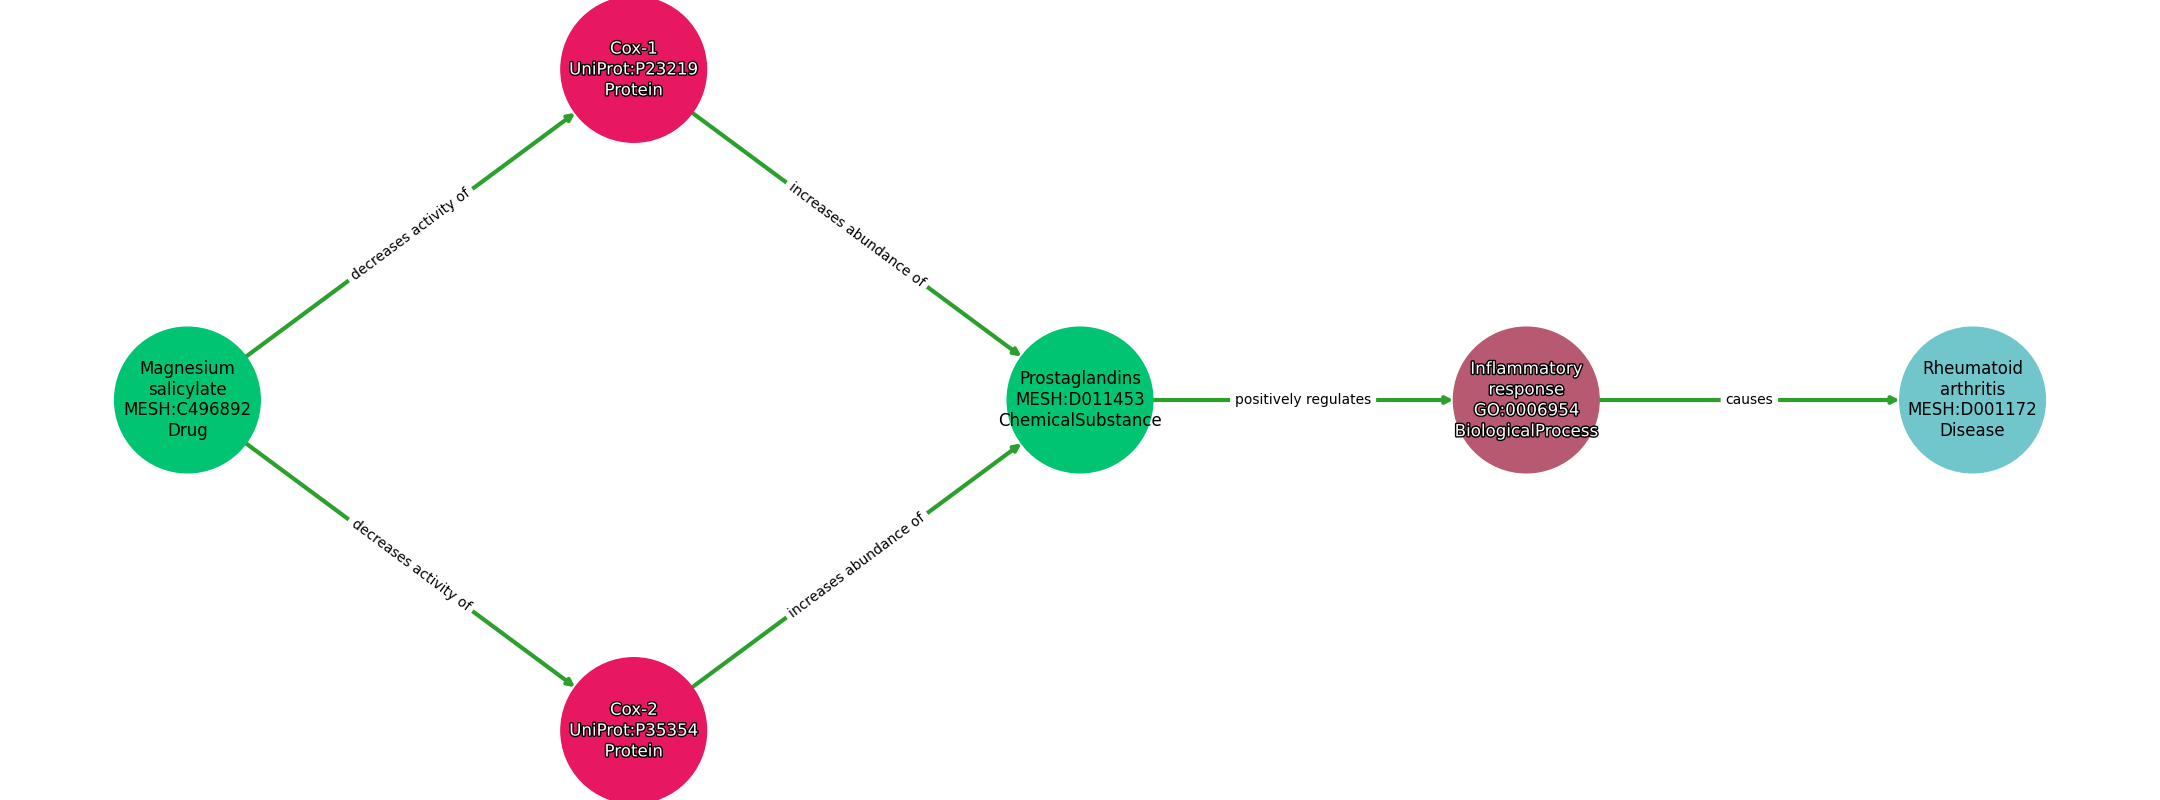 Cox-1
UniProt:P23219
Protein
decreases activity of
increases abundance of
Magnesium
salicylate
MESH:C496892
Drug
Prostaglandins
MESH:D011453
ChemicalSubstance
positively regulates
Inflammatory
response
GO:0006954
BiologicalProcess
causes
Rheumatoid
arthritis
MESH:D001172
Disease
decreases activity of
increases abundance of
Cox-2
UniProt:P35354
Protein